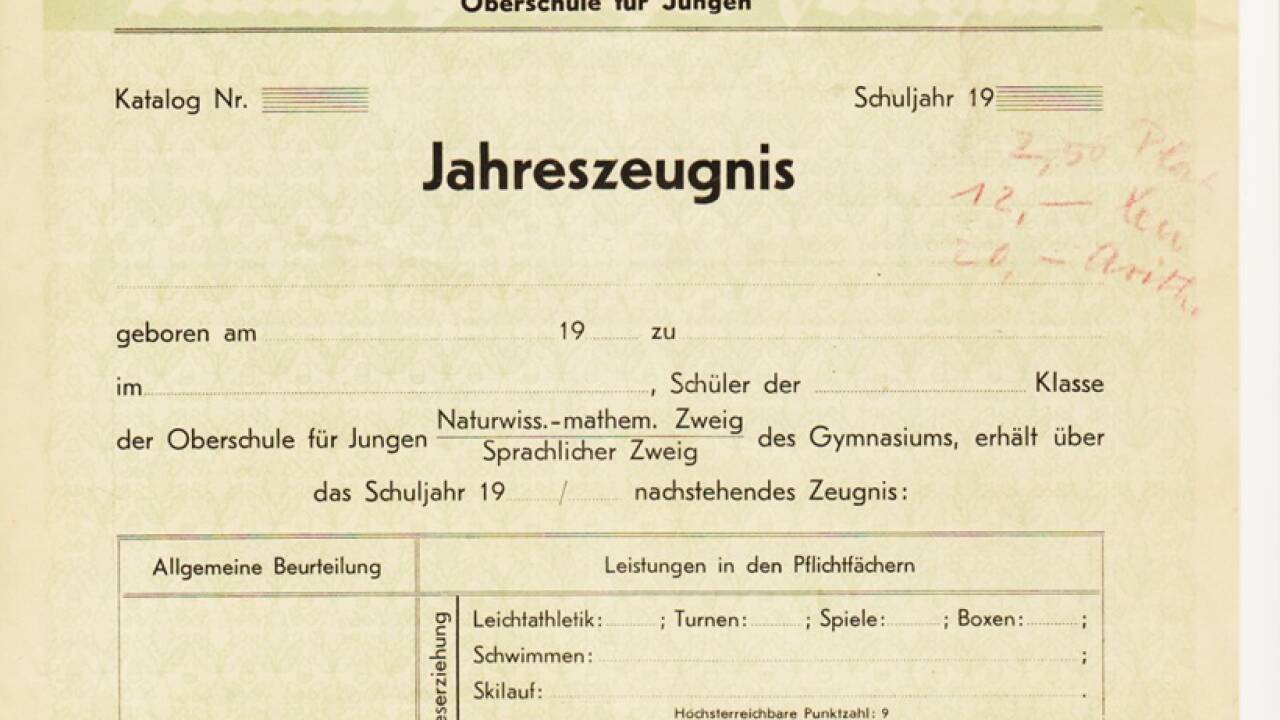 Oberschule für Jungen
Katalog Nr.
Schuljahr 19
Jahreszeugnis
2,50
12,—
20,—
geboren am 19 zu
im , Schüler der Klasse
der Oberschule für Jungen Naturwiss.-mathem. Zweig des Gymnasiums, erhält über
Sprachlicher Zweig
das Schuljahr 19 / nachstehendes Zeugnis:
Allgemeine Beurteilung
Leistungen in den Pflichtfächern
Leichtathletik: ; Turnen: ; Spiele: ; Boxen: ;
Schwimmen: ;
Skilauf: .
Höchsterreichbare Punktzahl: 9